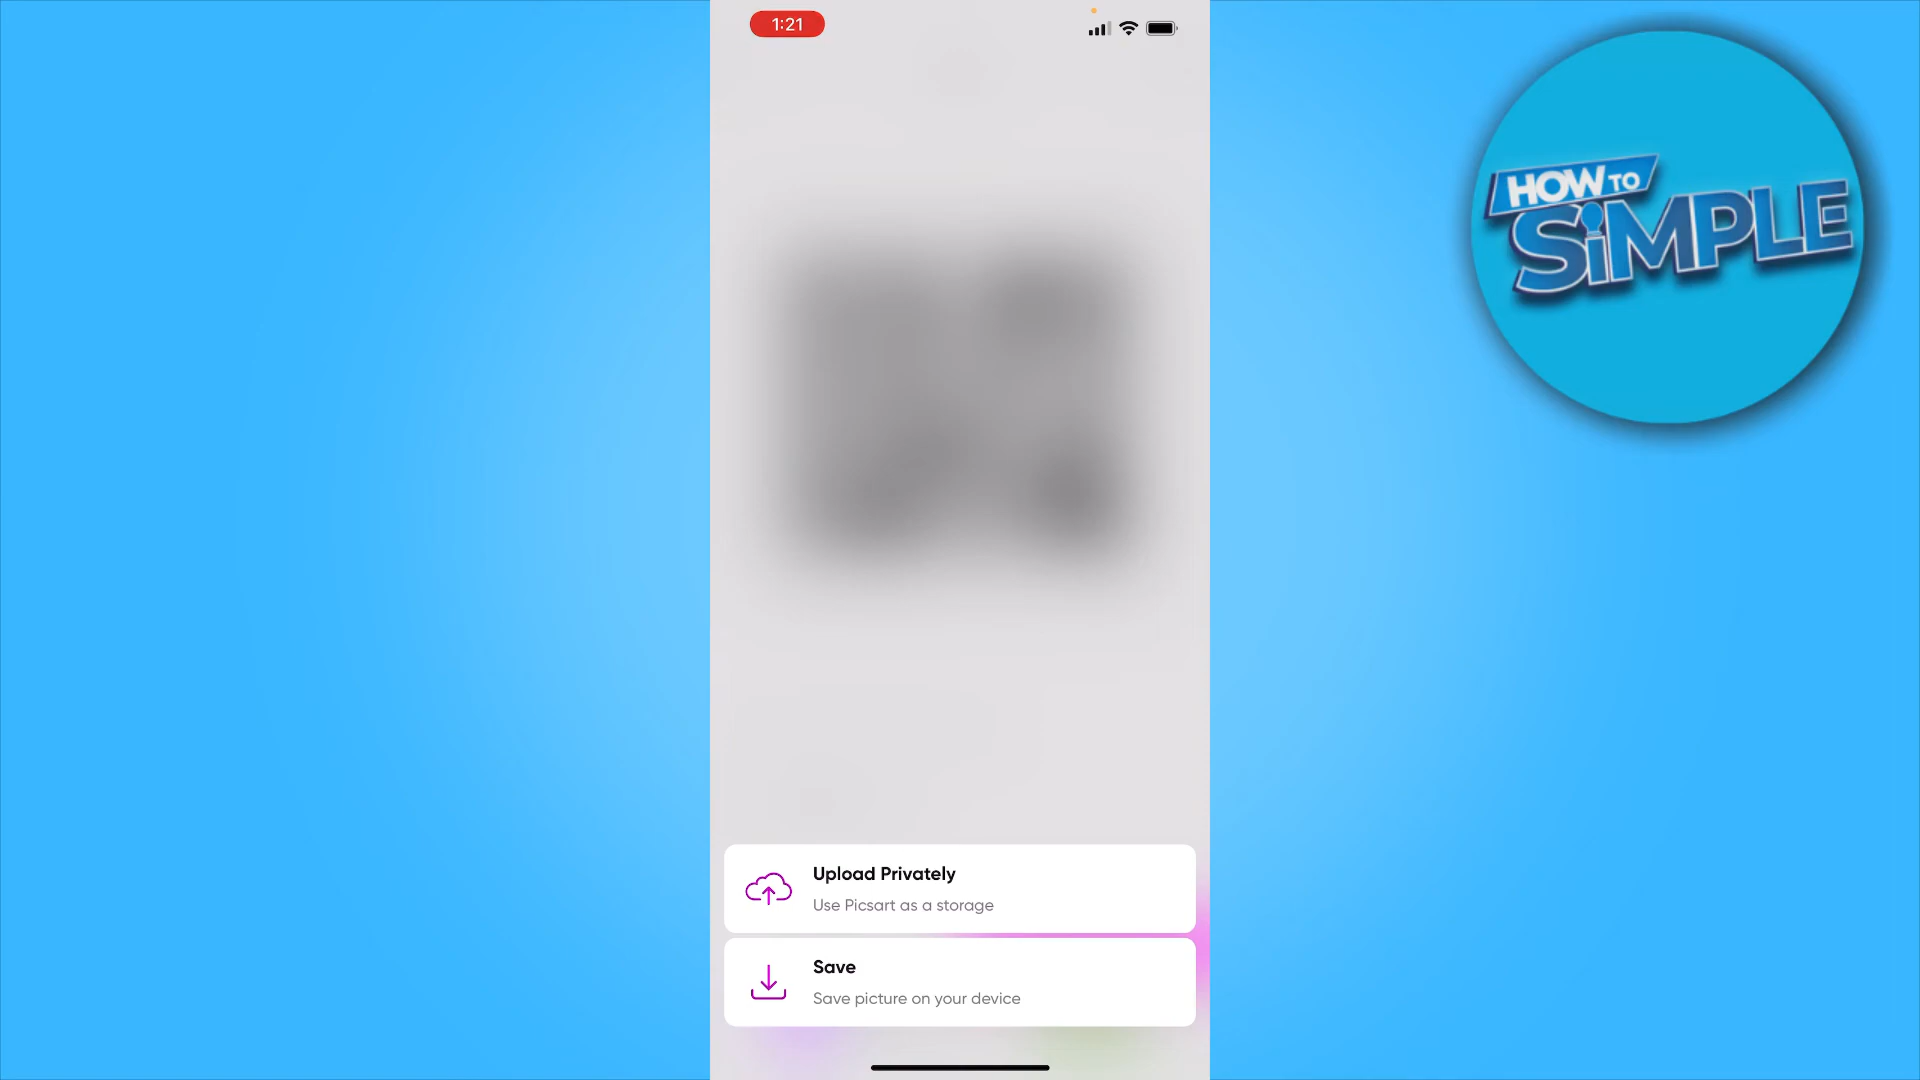 1:21
HOW TO
SiMPLE
Upload Privately
Use Picsart as a storage
Save
Save picture on your device